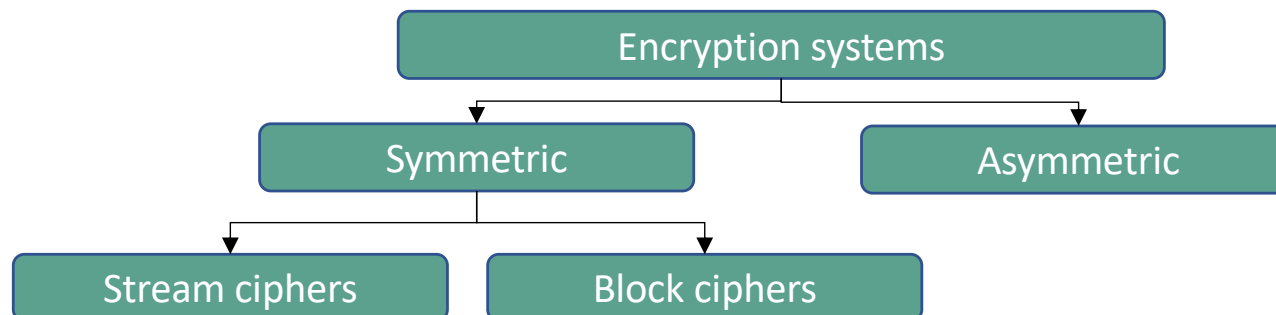 Encryption systems
Symmetric
Asymmetric
Stream ciphers
Block ciphers